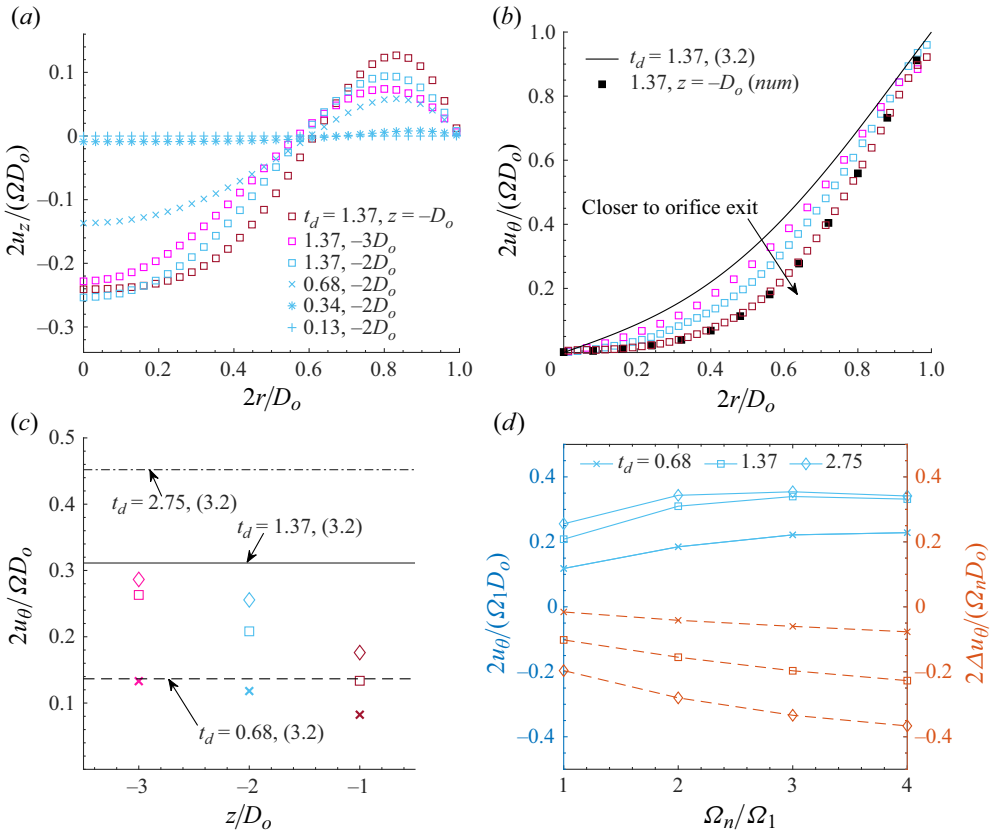 (a)
2u_z/(ΩD_o)
0.1
0
–0.1
–0.2
–0.3
t_d = 1.37, z = –D_o
1.37, –3D_o
1.37, –2D_o
0.68, –2D_o
0.34, –2D_o
0.13, –2D_o
0 0.2 0.4 0.6 0.8 1.0
2r/D_o
(b)
2u_θ/(ΩD_o)
1.0
0.8
0.6
0.4
0.2
t_d = 1.37, (3.2)
1.37, z = –D_o (num)
Closer to orifice exit
0 0.2 0.4 0.6 0.8 1.0
2r/D_o
(c)
2u_θ/ΩD_o
0.5
0.4
0.3
0.2
0.1
t_d = 2.75, (3.2)
t_d = 1.37, (3.2)
t_d = 0.68, (3.2)
–3 –2 –1
z/D_o
(d)
2u_θ/(Ω_1D_o)
0.4
0.2
0
–0.2
–0.4
t_d = 0.68 1.37 2.75
0.4
0.2
0
–0.2
–0.4
2Δu_θ/(Ω_nD_o)
1 2 3 4
Ω_n/Ω_1